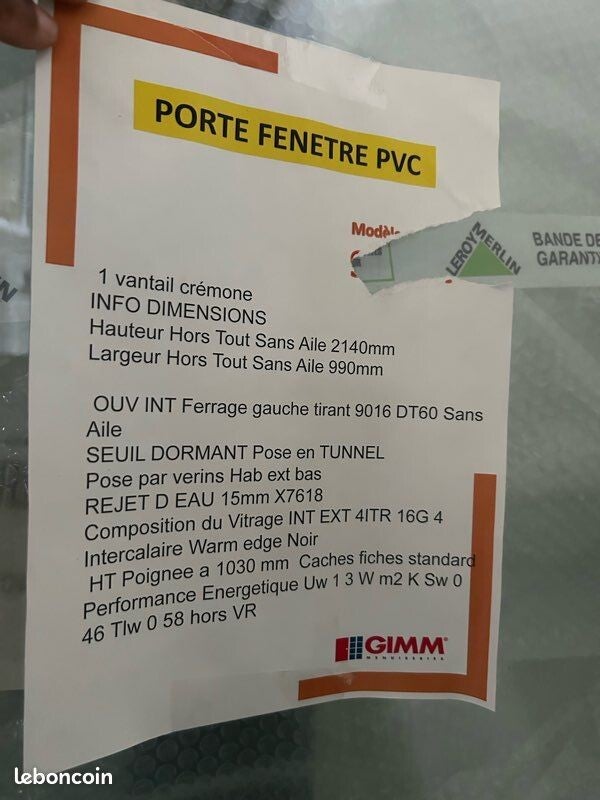 PORTE FENETRE PVC
LEROY MERLIN
BANDE DE
GARANT
1 vantail crémone
INFO DIMENSIONS
Hauteur Hors Tout Sans Aile 2140mm
Largeur Hors Tout Sans Aile 990mm
OUV INT Ferrage gauche tirant 9016 DT60 Sans
Aile
SEUIL DORMANT Pose en TUNNEL
Pose par verins Hab ext bas
REJET D EAU 15mm X7618
Composition du Vitrage INT EXT 4ITR 16G 4
Intercalaire Warm edge Noir
HT Poignee a 1030 mm Caches fiches standard
Performance Energetique Uw 1 3 W m2 K Sw 0
46 Tlw 0 58 hors VR
GIMM
MENUISERIES
leboncoin